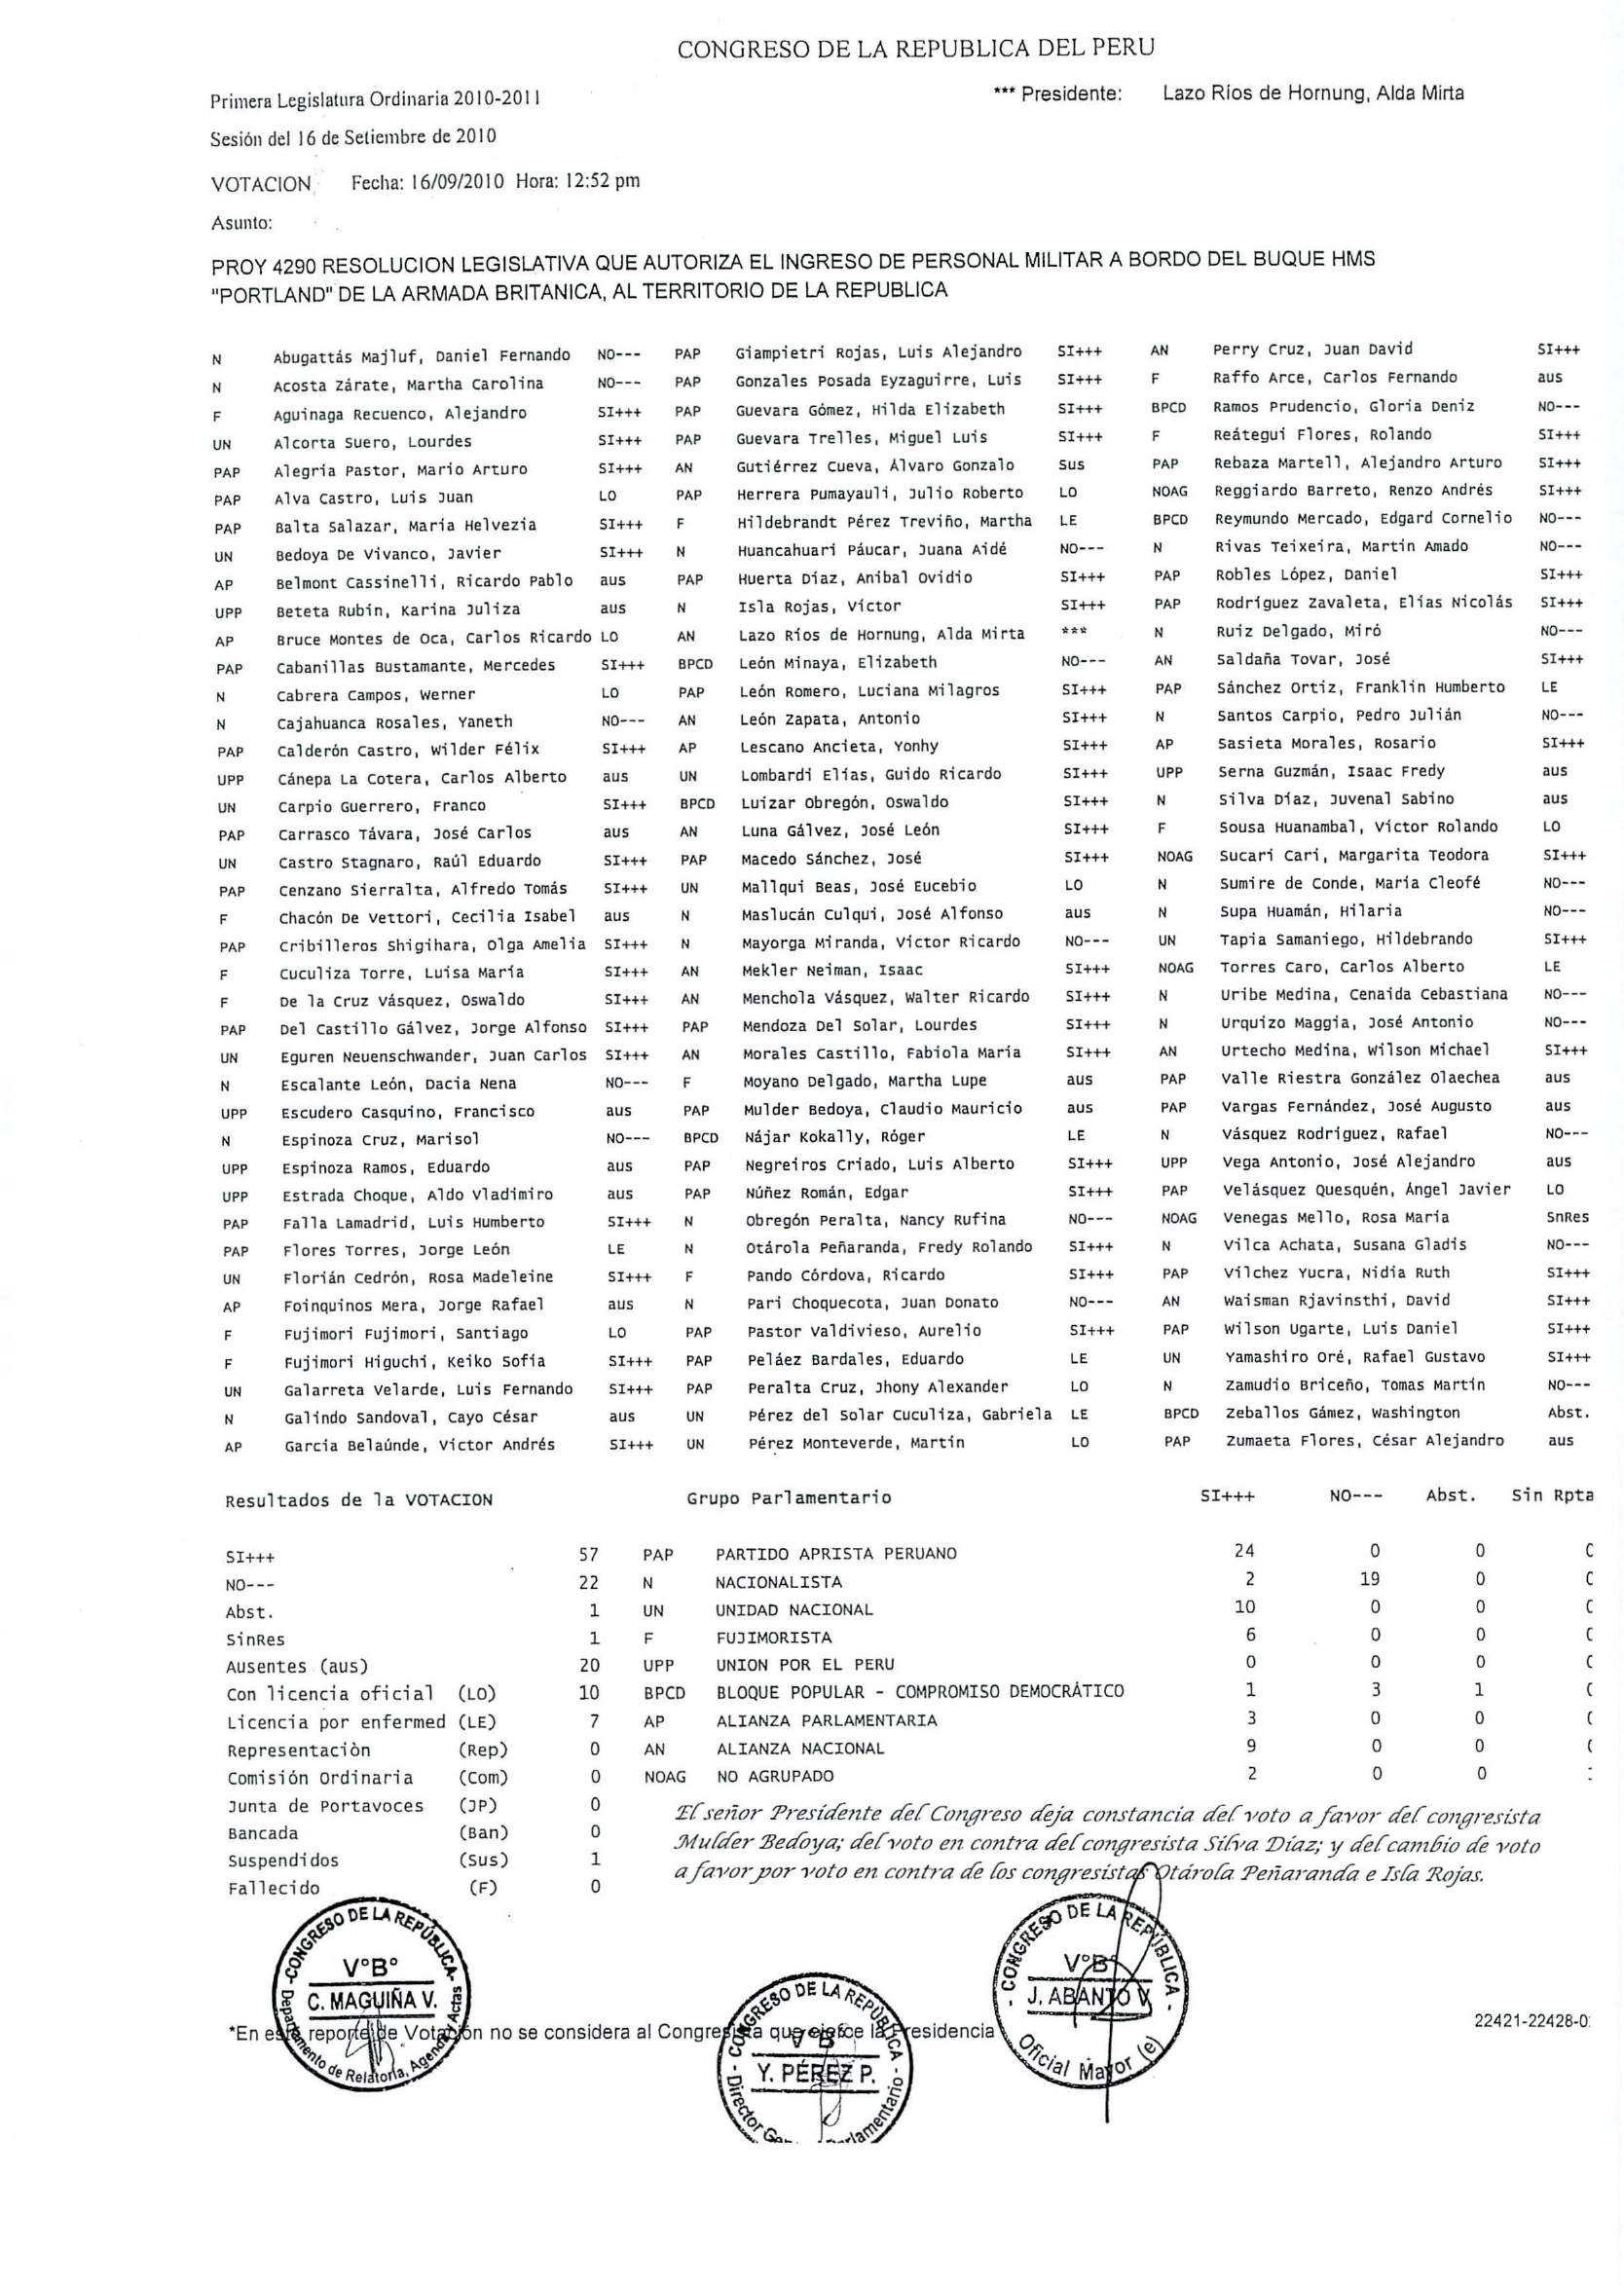 CONGRESO DE LA REPUBLICA DEL PERU
Primera Legislatura Ordinaria 2010-2011 *** Presidente: Lazo Ríos de Hornung, Alda Mirta
Sesión del 16 de Setiembre de 2010
VOTACION Fecha: 16/09/2010 Hora: 12:52 pm
Asunto:
PROY 4290 RESOLUCION LEGISLATIVA QUE AUTORIZA EL INGRESO DE PERSONAL MILITAR A BORDO DEL BUQUE HMS
"PORTLAND" DE LA ARMADA BRITANICA, AL TERRITORIO DE LA REPUBLICA
N Abugattás Majluf, Daniel Fernando NO--- PAP Giampietri Rojas, Luis Alejandro SI+++ AN Perry Cruz, Juan David SI+++
N Acosta Zárate, Martha Carolina NO--- PAP Gonzales Posada Eyzaguirre, Luis SI+++ F Raffo Arce, Carlos Fernando aus
F Aguinaga Recuenco, Alejandro SI+++ PAP Guevara Gómez, Hilda Elizabeth SI+++ BPCD Ramos Prudencio, Gloria Deniz NO---
UN Alcorta Suero, Lourdes SI+++ PAP Guevara Trelles, Miguel Luis SI+++ F Reátegui Flores, Rolando SI+++
PAP Alegria Pastor, Mario Arturo SI+++ AN Gutiérrez Cueva, Álvaro Gonzalo Sus PAP Rebaza Martell, Alejandro Arturo SI+++
PAP Alva Castro, Luis Juan LO PAP Herrera Pumayauli, Julio Roberto LO NOAG Reggiardo Barreto, Renzo Andrés SI+++
PAP Balta Salazar, María Helvezia SI+++ F Hildebrandt Pérez Treviño, Martha LE BPCD Reymundo Mercado, Edgard Cornelio NO---
UN Bedoya De Vivanco, Javier SI+++ N Huancahuari Páucar, Juana Aidé NO--- N Rivas Teixeira, Martin Amado NO---
AP Belmont Cassinelli, Ricardo Pablo aus PAP Huerta Díaz, Anibal Ovidio SI+++ PAP Robles López, Daniel SI+++
UPP Beteta Rubín, Karina Juliza aus N Isla Rojas, Víctor SI+++ PAP Rodríguez Zavaleta, Elías Nicolás SI+++
AP Bruce Montes de Oca, Carlos Ricardo LO AN Lazo Ríos de Hornung, Alda Mirta *** N Ruiz Delgado, Miró NO---
PAP Cabanillas Bustamante, Mercedes SI+++ BPCD León Minaya, Elizabeth NO--- AN Saldaña Tovar, José SI+++
N Cabrera Campos, Werner LO PAP León Romero, Luciana Milagros SI+++ PAP Sánchez Ortiz, Franklin Humberto LE
N Cajahuanca Rosales, Yaneth NO--- AN León Zapata, Antonio SI+++ N Santos Carpio, Pedro Julián NO---
PAP Calderón Castro, Wilder Félix SI+++ AP Lescano Ancieta, Yonhy SI+++ AP Sasieta Morales, Rosario SI+++
UPP Cánepa La Cotera, Carlos Alberto aus UN Lombardi Elías, Guido Ricardo SI+++ UPP Serna Guzmán, Isaac Fredy aus
UN Carpio Guerrero, Franco SI+++ BPCD Luizar Obregón, Oswaldo SI+++ N Silva Díaz, Juvenal Sabino aus
PAP Carrasco Távara, José Carlos aus AN Luna Gálvez, José León SI+++ F Sousa Huanambal, Víctor Rolando LO
UN Castro Stagnaro, Raúl Eduardo SI+++ PAP Macedo Sánchez, José SI+++ NOAG Sucari Cari, Margarita Teodora SI+++
PAP Cenzano Sierralta, Alfredo Tomás SI+++ UN Mallqui Beas, José Eucebio LO N Sumire de Conde, María Cleofé NO---
F Chacón De Vettori, Cecilia Isabel aus N Maslucán Culqui, José Alfonso aus N Supa Huamán, Hilaria NO---
PAP Cribilleros Shigihara, Olga Amelia SI+++ N Mayorga Miranda, Víctor Ricardo NO--- UN Tapia Samaniego, Hildebrando SI+++
F Cuculiza Torre, Luisa María SI+++ AN Mekler Neiman, Isaac SI+++ NOAG Torres Caro, Carlos Alberto LE
F De la Cruz Vásquez, Oswaldo SI+++ AN Menchola Vásquez, Walter Ricardo SI+++ N Uribe Medina, Cenaida Cebastiana NO---
PAP Del Castillo Gálvez, Jorge Alfonso SI+++ PAP Mendoza Del Solar, Lourdes SI+++ N Urquizo Maggia, José Antonio NO---
UN Eguren Neuenschwander, Juan Carlos SI+++ AN Morales Castillo, Fabiola María SI+++ AN Urtecho Medina, Wilson Michael SI+++
N Escalante León, Dacia Nena NO--- F Moyano Delgado, Martha Lupe aus PAP Valle Riestra González Olaechea aus
UPP Escudero Casquino, Francisco aus PAP Mulder Bedoya, Claudio Mauricio aus PAP Vargas Fernández, José Augusto aus
N Espinoza Cruz, Marisol NO--- BPCD Nájar Kokally, Róger LE N Vásquez Rodríguez, Rafael NO---
UPP Espinoza Ramos, Eduardo aus PAP Negreiros Criado, Luis Alberto SI+++ UPP Vega Antonio, José Alejandro aus
UPP Estrada Choque, Aldo Vladimiro aus PAP Núñez Román, Edgar SI+++ PAP Velásquez Quesquén, Ángel Javier LO
PAP Falla Lamadrid, Luis Humberto SI+++ N Obregón Peralta, Nancy Rufina NO--- NOAG Venegas Mello, Rosa María SnRes
PAP Flores Torres, Jorge León LE N Otárola Peñaranda, Fredy Rolando SI+++ N Vilca Achata, Susana Gladis NO---
UN Florián Cedrón, Rosa Madeleine SI+++ F Pando Córdova, Ricardo SI+++ PAP Vilchez Yucra, Nidia Ruth SI+++
AP Foinquinos Mera, Jorge Rafael aus N Pari Choquecota, Juan Donato NO--- AN Waisman Rjavinsthi, David SI+++
F Fujimori Fujimori, Santiago LO PAP Pastor Valdivieso, Aurelio SI+++ PAP Wilson Ugarte, Luis Daniel SI+++
F Fujimori Higuchi, Keiko Sofía SI+++ PAP Peláez Bardales, Eduardo LE UN Yamashiro Oré, Rafael Gustavo SI+++
UN Galarreta Velarde, Luis Fernando SI+++ PAP Peralta Cruz, Jhony Alexander LO N Zamudio Briceño, Tomas Martin NO---
N Galindo Sandoval, Cayo César aus UN Pérez del Solar Cuculiza, Gabriela LE BPCD Zeballos Gámez, Washington Abst.
AP García Belaúnde, Víctor Andrés SI+++ UN Pérez Monteverde, Martín LO PAP Zumaeta Flores, César Alejandro aus
Resultados de la VOTACION Grupo Parlamentario SI+++ NO--- Abst. Sin Rpta
SI+++ 57 PAP PARTIDO APRISTA PERUANO 24 0 0
NO--- 22 N NACIONALISTA 2 19 0
Abst. 1 UN UNIDAD NACIONAL 10 0 0
SinRes 1 F FUJIMORISTA 6 0 0
Ausentes (aus) 20 UPP UNION POR EL PERU 0 0 0
Con licencia oficial (LO) 10 BPCD BLOQUE POPULAR - COMPROMISO DEMOCRÁTICO 1 3 1
Licencia por enfermed (LE) 7 AP ALIANZA PARLAMENTARIA 3 0 0
Representaciòn (Rep) 0 AN ALIANZA NACIONAL 9 0 0
Comisión Ordinaria (Com) 0 NOAG NO AGRUPADO 2 0 0
Junta de Portavoces (JP) 0
Bancada (Ban) 0
Suspendidos (Sus) 1
Fallecido (F) 0
El señor Presidente del Congreso deja constancia del voto a favor del congresista
Mulder Bedoya; del voto en contra del congresista Silva Díaz; y del cambio de voto
a favor por voto en contra de los congresistas Otárola Peñaranda e Isla Rojas.
-CONGRESO DE LA REPÚBLICA-
V°B°
C. MAGUIÑA V.
Departamento de Relatoría, Agenda y Actas
- CONGRESO DE LA REPÚBLICA -
V°B°
J. ABANTO V.
Oficial Mayor (e)
*En este reporte de Votación no se considera al Congresista que ejerce la Presidencia
22421-22428-0
- CONGRESO DE LA REPÚBLICA -
V°B°
Y. PÉREZ P.
Director